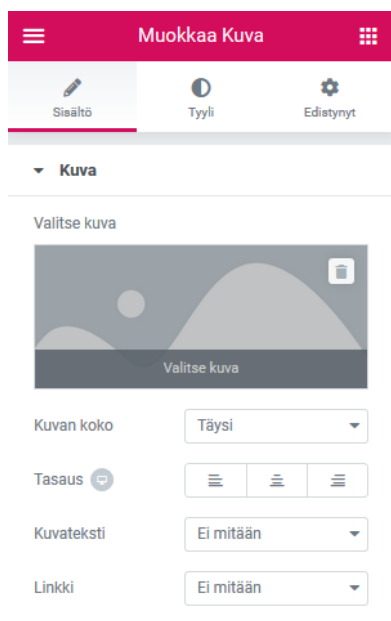 Muokkaa Kuva
Sisältö Tyyli Edistynyt
Kuva
Valitse kuva
Valitse kuva
Kuvan koko Täysi
Tasaus
Kuvateksti Ei mitään
Linkki Ei mitään